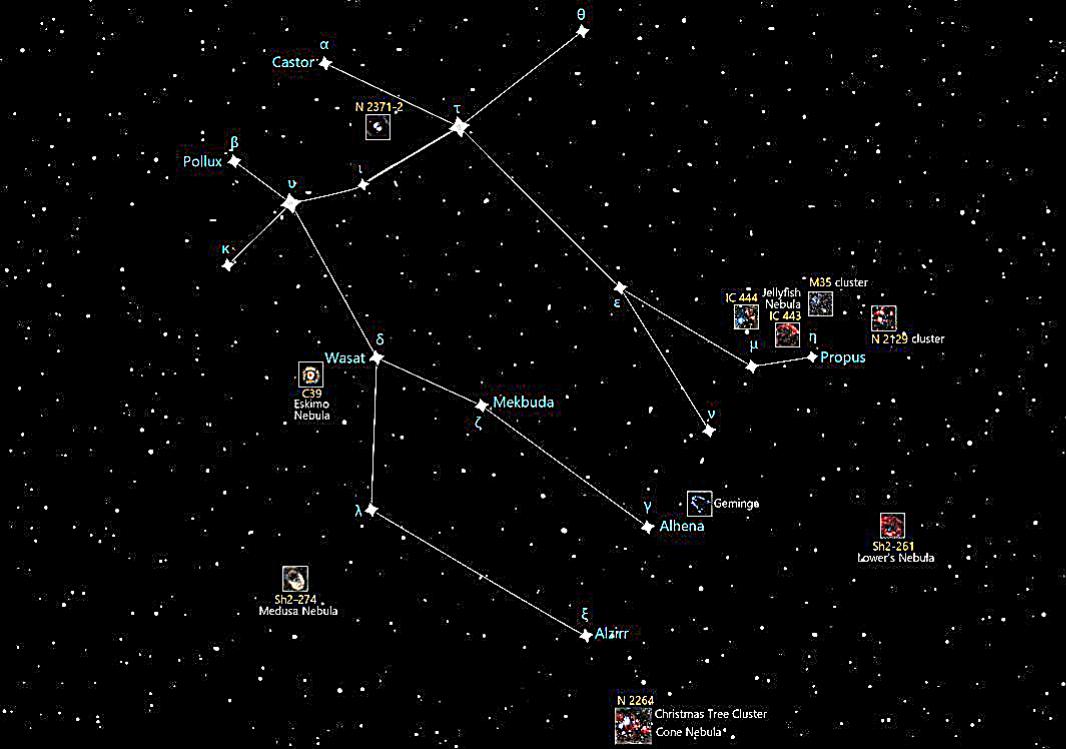 θ
α
Castor
N 2371-2
τ
β
Pollux
ι
υ
κ
ε
M35 cluster
Jellyfish
Nebula
IC 444
IC 443
N 2129 cluster
μ
η
Propus
δ
Wasat
C39
Eskimo
Nebula
Mekbuda
ζ
ν
γ
Geminga
Alhena
λ
Sh2-261
Lower's Nebula
Sh2-274
Medusa Nebula
ξ
Alzirr
N 2264
Christmas Tree Cluster
Cone Nebula